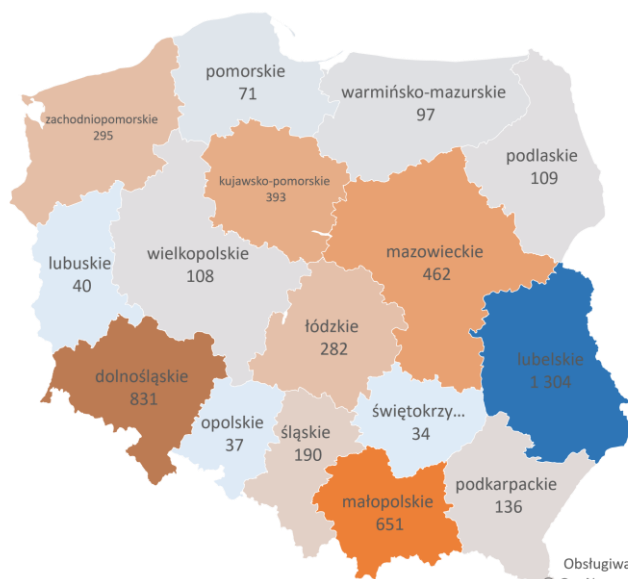 pomorskie
71
warmińsko-mazurskie
97
zachodniopomorskie
295
podlaskie
109
kujawsko-pomorskie
393
mazowieckie
462
wielkopolskie
108
lubuskie
40
łódzkie
282
lubelskie
1 304
dolnośląskie
831
opolskie
37
śląskie
190
świętokrzy...
34
małopolskie
651
podkarpackie
136
Obsługiwa